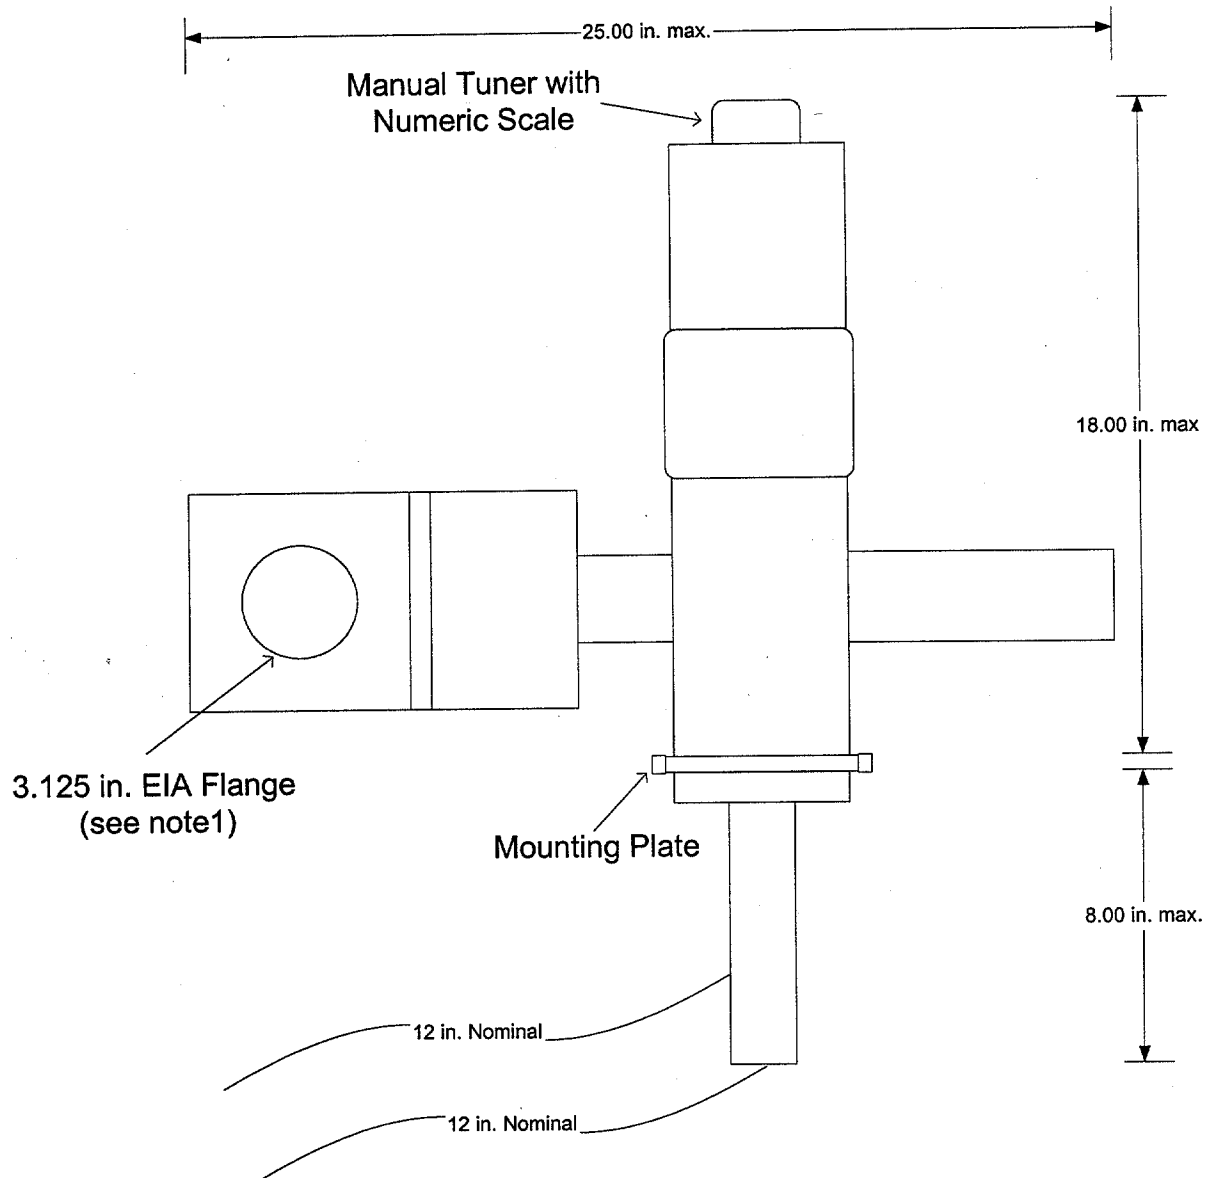 25.00 in. max.
Manual Tuner with
Numeric Scale
18.00 in. max
3.125 in. EIA Flange
(see note1)
Mounting Plate
8.00 in. max.
12 in. Nominal
12 in. Nominal